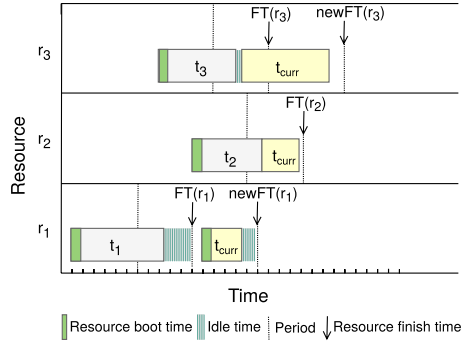 FT(r3) newFT(r3)
r3
t3
tcurr
FT(r2)
r2
t2
tcurr
Resource
FT(r1) newFT(r1)
r1
t1
tcurr
Time
Resource boot time
Idle time
Period
Resource finish time